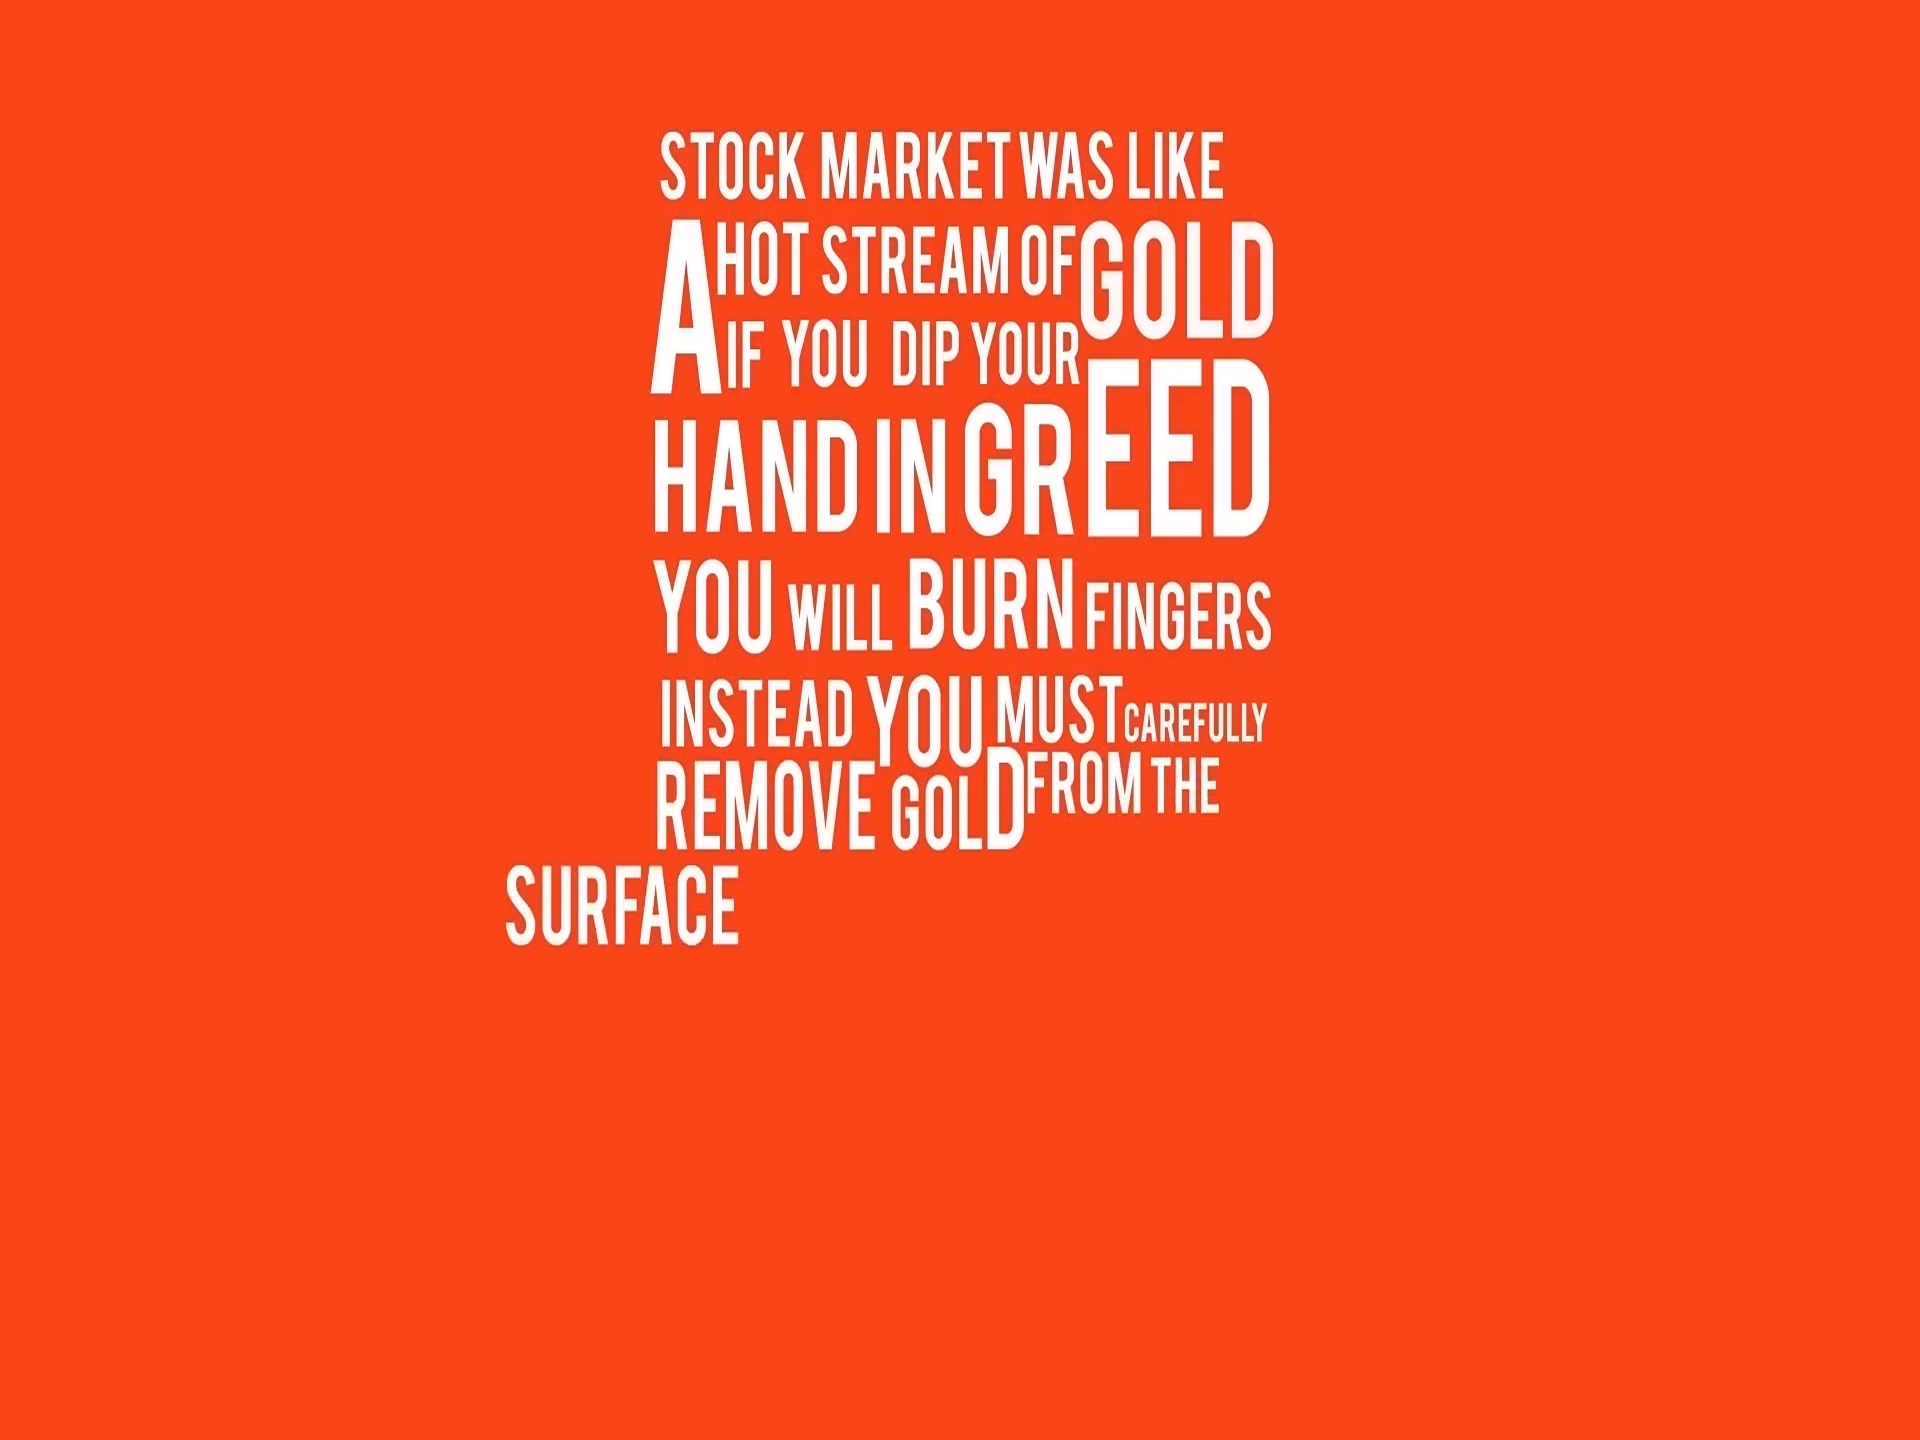 STOCK MARKET WAS LIKE
A HOT STREAM OF GOLD
IF YOU DIP YOUR
HAND IN GREED
YOU WILL BURN FINGERS
INSTEAD YOU MUST CAREFULLY
REMOVE GOLD FROM THE
SURFACE